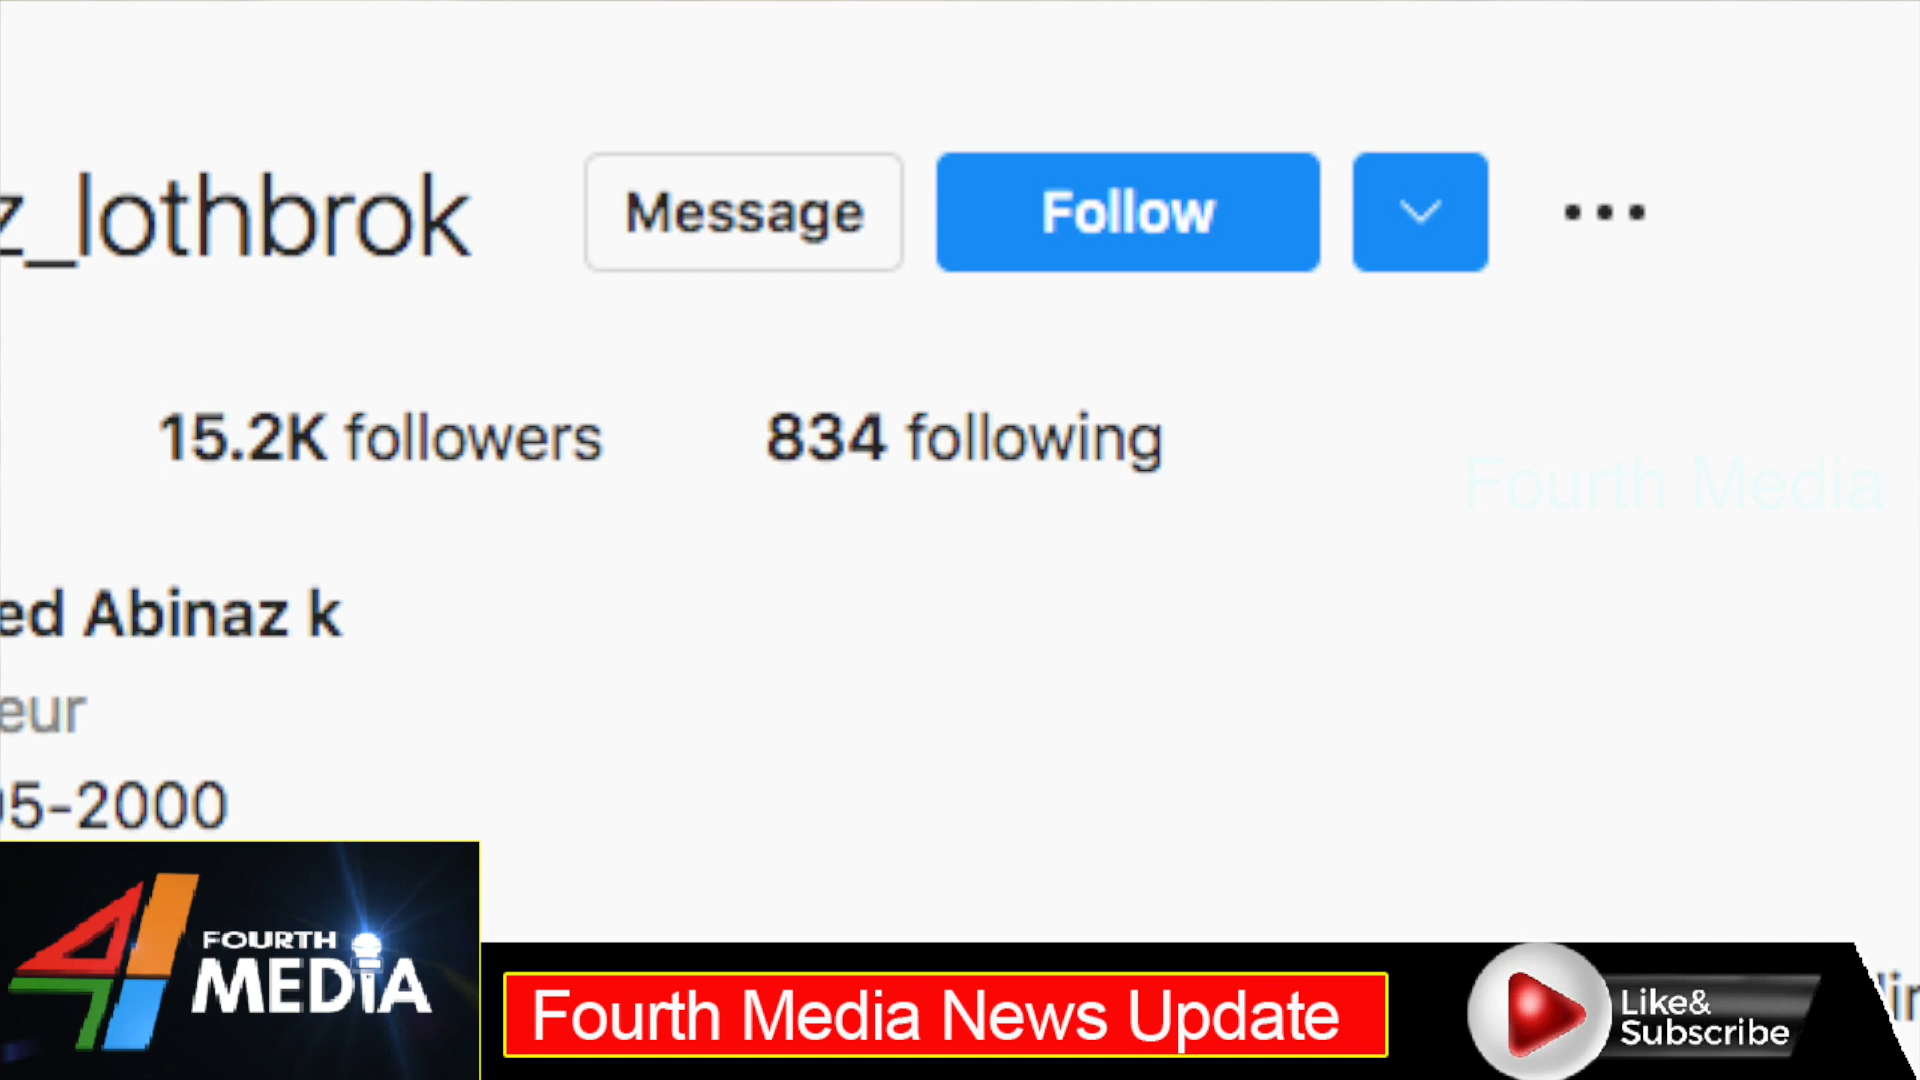 z_lothbrok Message Follow
15.2K followers 834 following
Fourth Media
ed Abinaz k
eur
05-2000
FOURTH
MEDiA
Fourth Media News Update
Like&
Subscribe